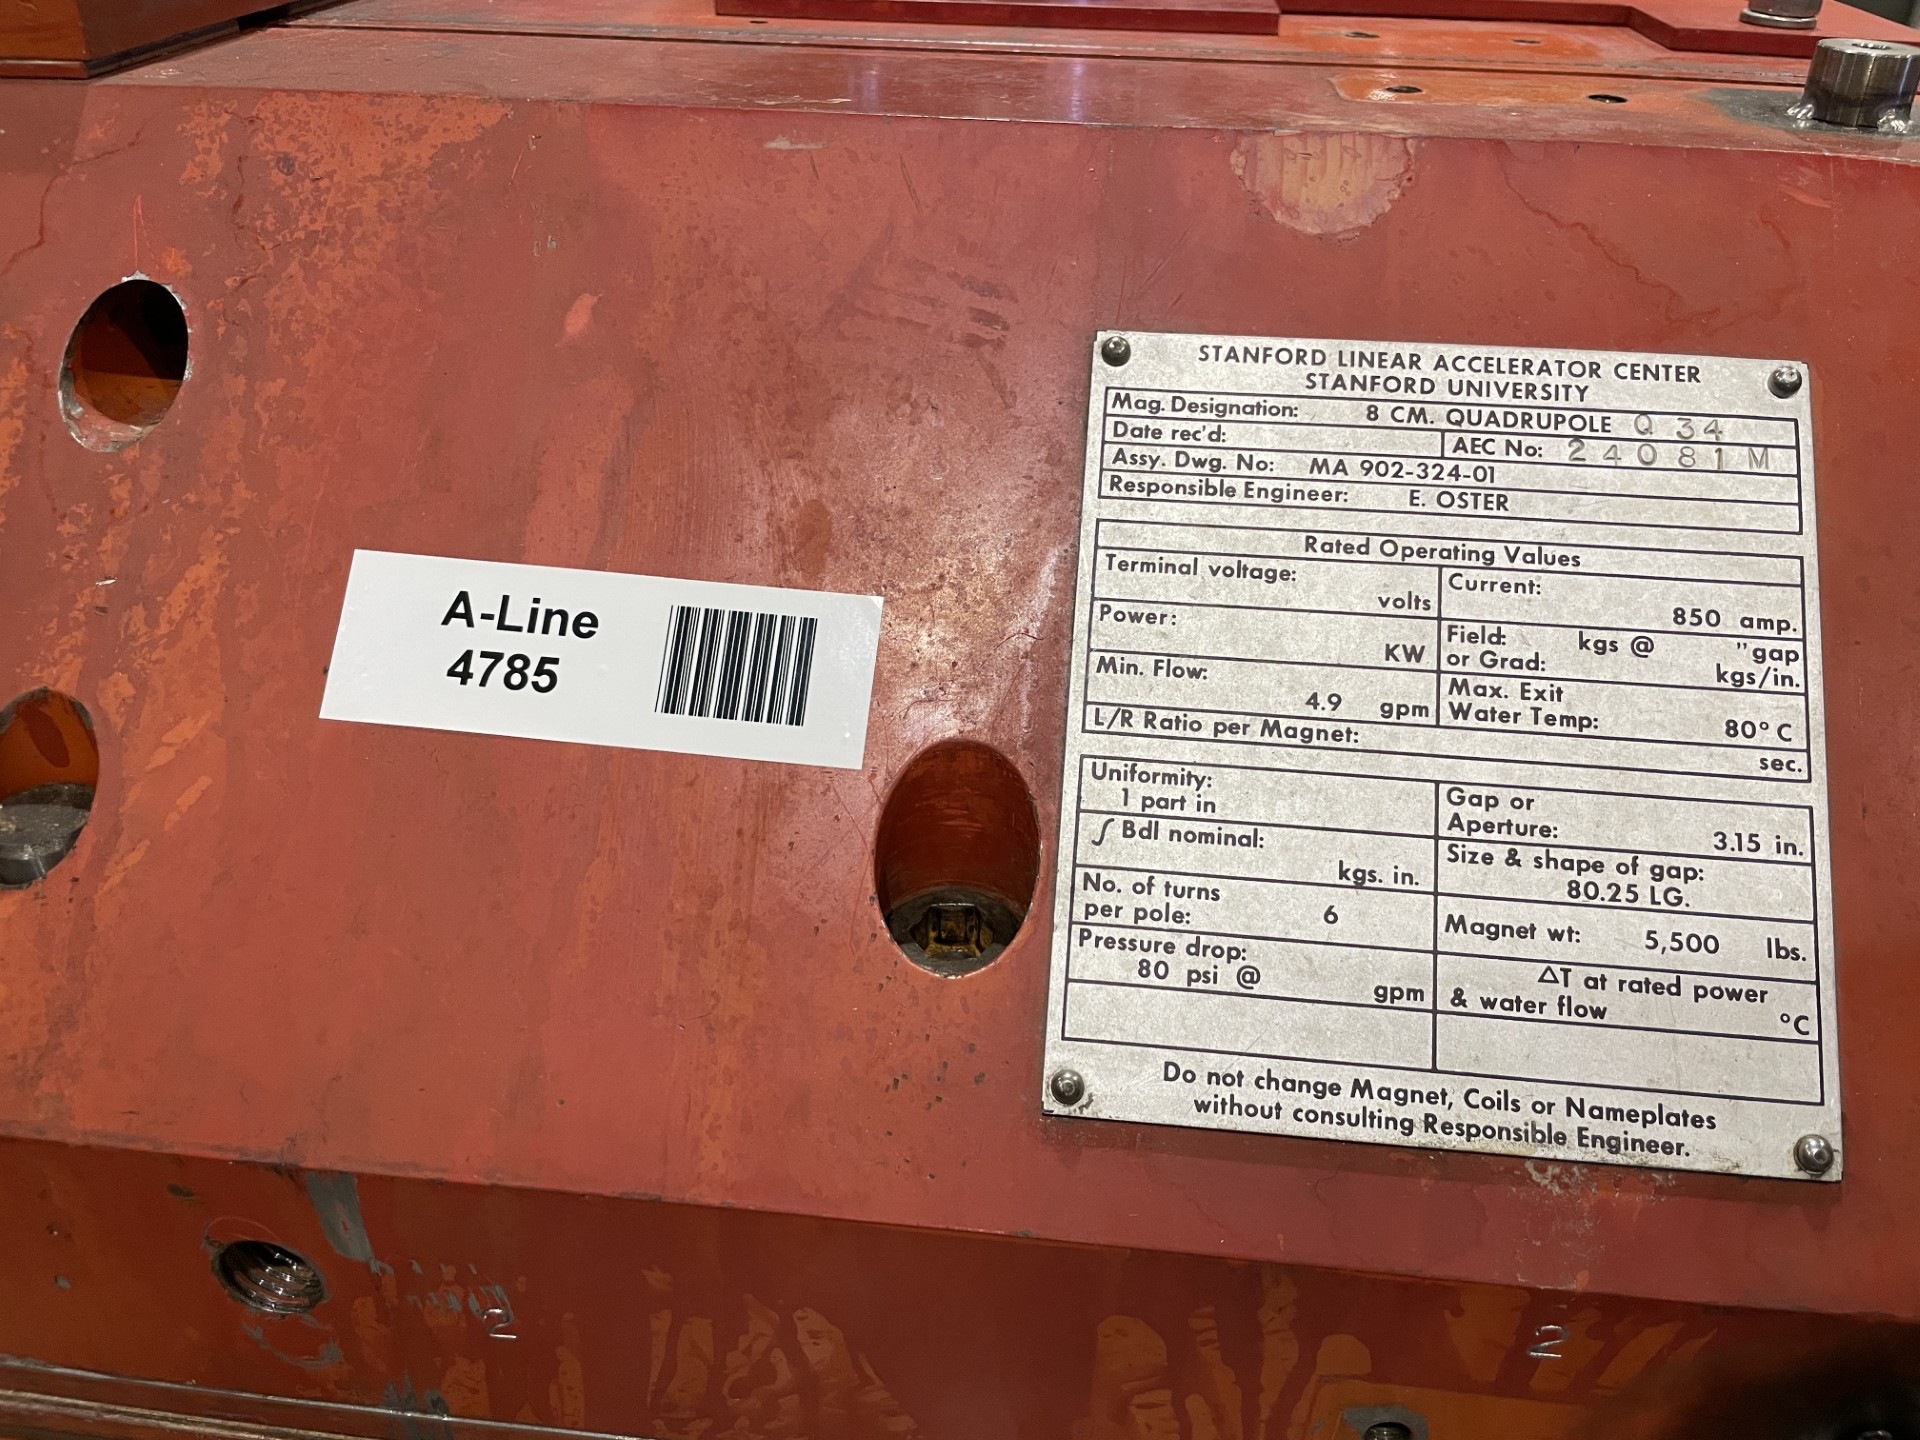 A-Line
4785
STANFORD LINEAR ACCELERATOR CENTER
STANFORD UNIVERSITY
Mag. Designation: 8 CM. QUADRUPOLE Q 34
Date rec'd: AEC No: 24081M
Assy. Dwg. No: MA 902-324-01
Responsible Engineer: E. OSTER
Rated Operating Values
Terminal voltage:
volts
Current:
850 amp.
Power:
KW
Field: kgs @ "gap
or Grad: kgs/in.
Min. Flow:
4.9 gpm
Max. Exit
Water Temp: 80°C
L/R Ratio per Magnet:
sec.
Uniformity:
1 part in
Gap or
Aperture: 3.15 in.
∫ Bdl nominal:
kgs. in.
Size & shape of gap:
80.25 LG.
No. of turns
per pole: 6
Magnet wt: 5,500 lbs.
Pressure drop:
80 psi @ gpm
ΔT at rated power
& water flow °C
Do not change Magnet, Coils or Nameplates
without consulting Responsible Engineer.
2
2